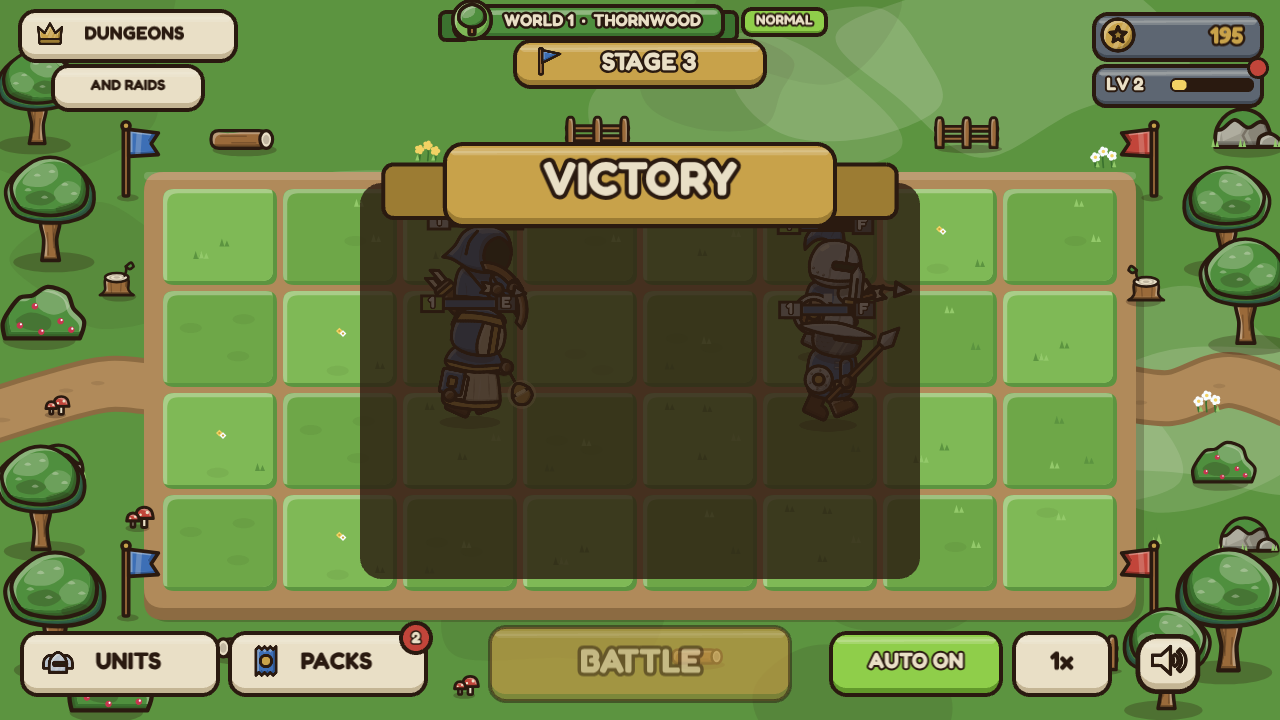 DUNGEONS
AND RAIDS
WORLD 1 • THORNWOOD
NORMAL
STAGE 3
195
LV 2
VICTORY
F
1 E
1 F
UNITS
PACKS
2
BATTLE
AUTO ON
1x